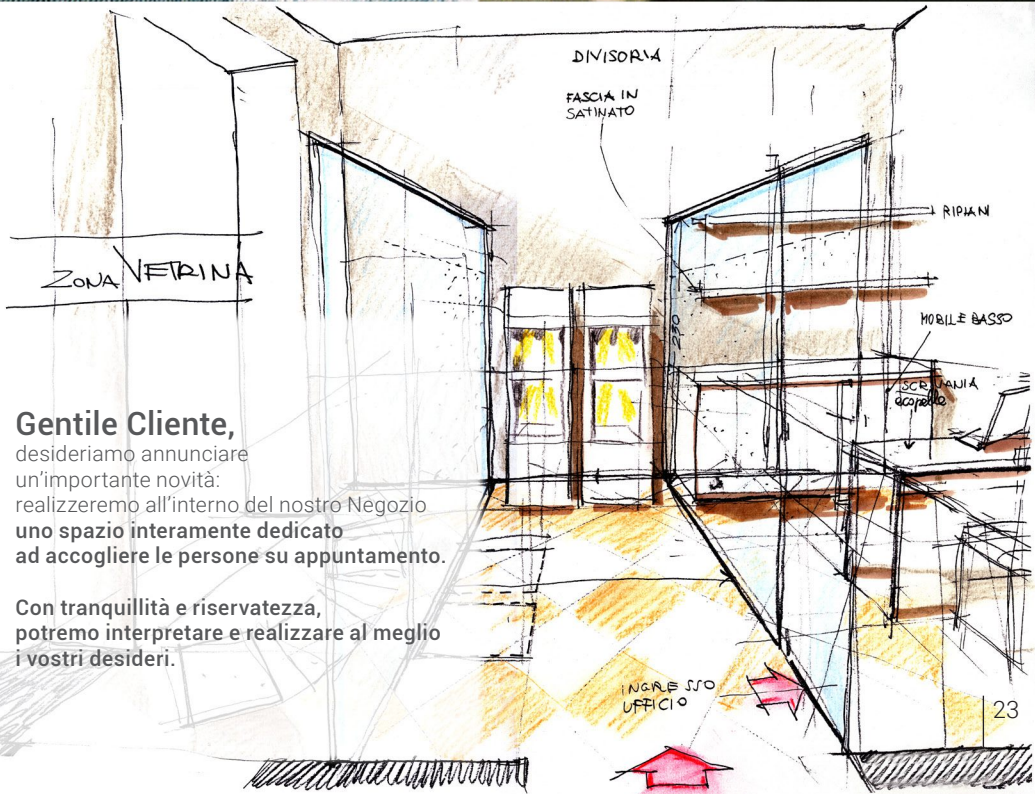 DIVISORIA
FASCIA IN
SATINATO
RIPIANI
ZONA VETRINA
270
MOBILE BASSO
SCRIVANIA
ecopelle
Gentile Cliente,
desideriamo annunciare
un'importante novità:
realizzeremo all'interno del nostro Negozio
uno spazio interamente dedicato
ad accogliere le persone su appuntamento.
Con tranquillità e riservatezza,
potremo interpretare e realizzare al meglio
i vostri desideri.
INGRESSO
UFFICIO
23